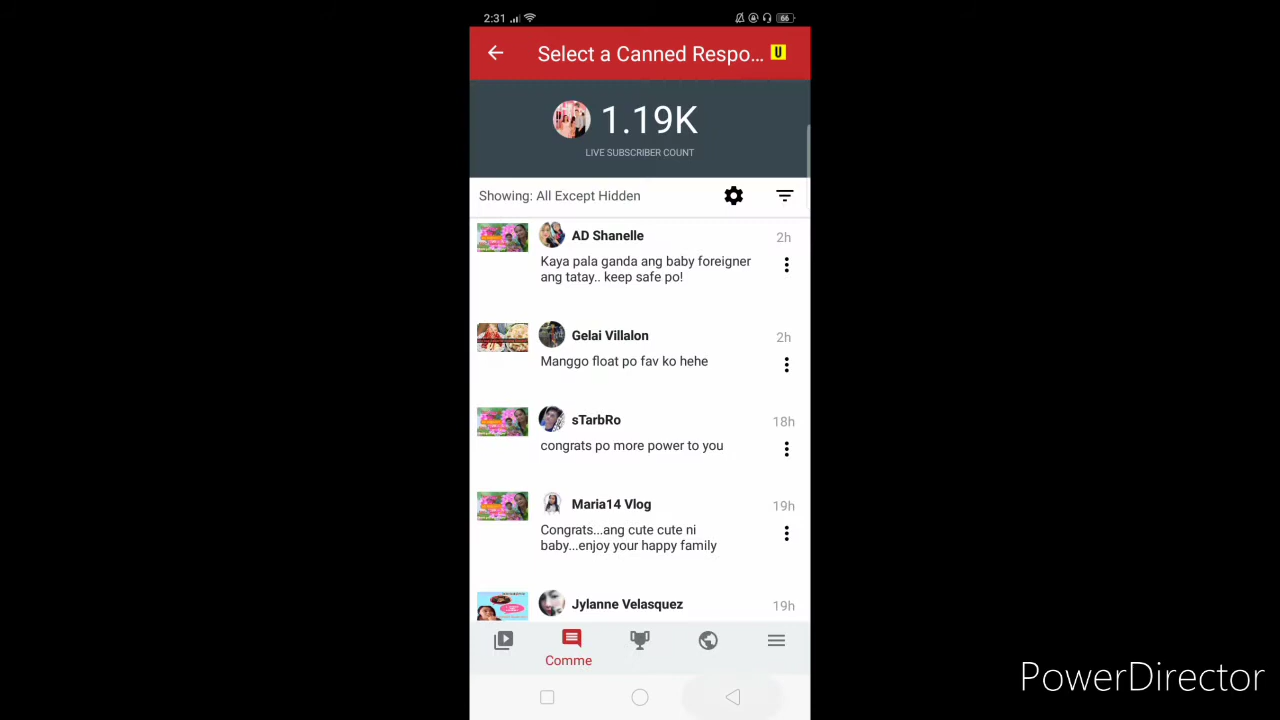 2:31
66
Select a Canned Respo...
U
1.19K
LIVE SUBSCRIBER COUNT
Showing: All Except Hidden
AD Shanelle
2h
Kaya pala ganda ang baby foreigner
ang tatay.. keep safe po!
Gelai Villalon
2h
Manggo float po fav ko hehe
sTarbRo
18h
congrats po more power to you
Maria14 Vlog
19h
Congrats...ang cute cute ni
baby...enjoy your happy family
Jylanne Velasquez
19h
Comme
PowerDirector